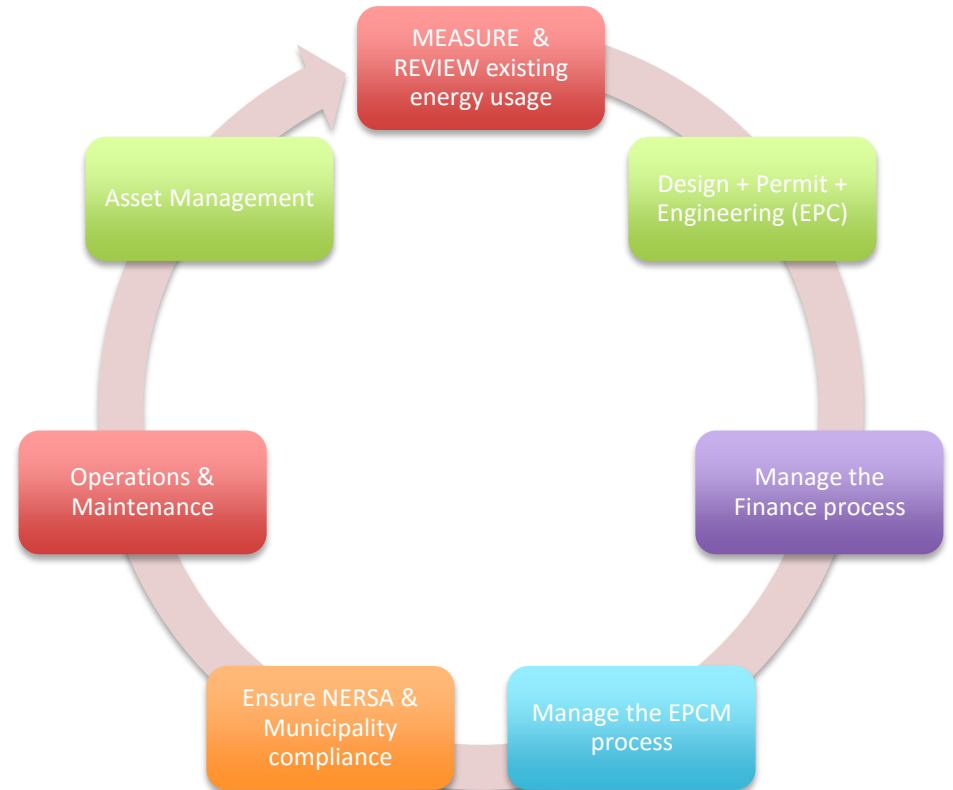 MEASURE &
REVIEW existing
energy usage
Design + Permit +
Engineering (EPC)
Manage the
Finance process
Manage the EPCM
process
Ensure NERSA &
Municipality
compliance
Operations &
Maintenance
Asset Management